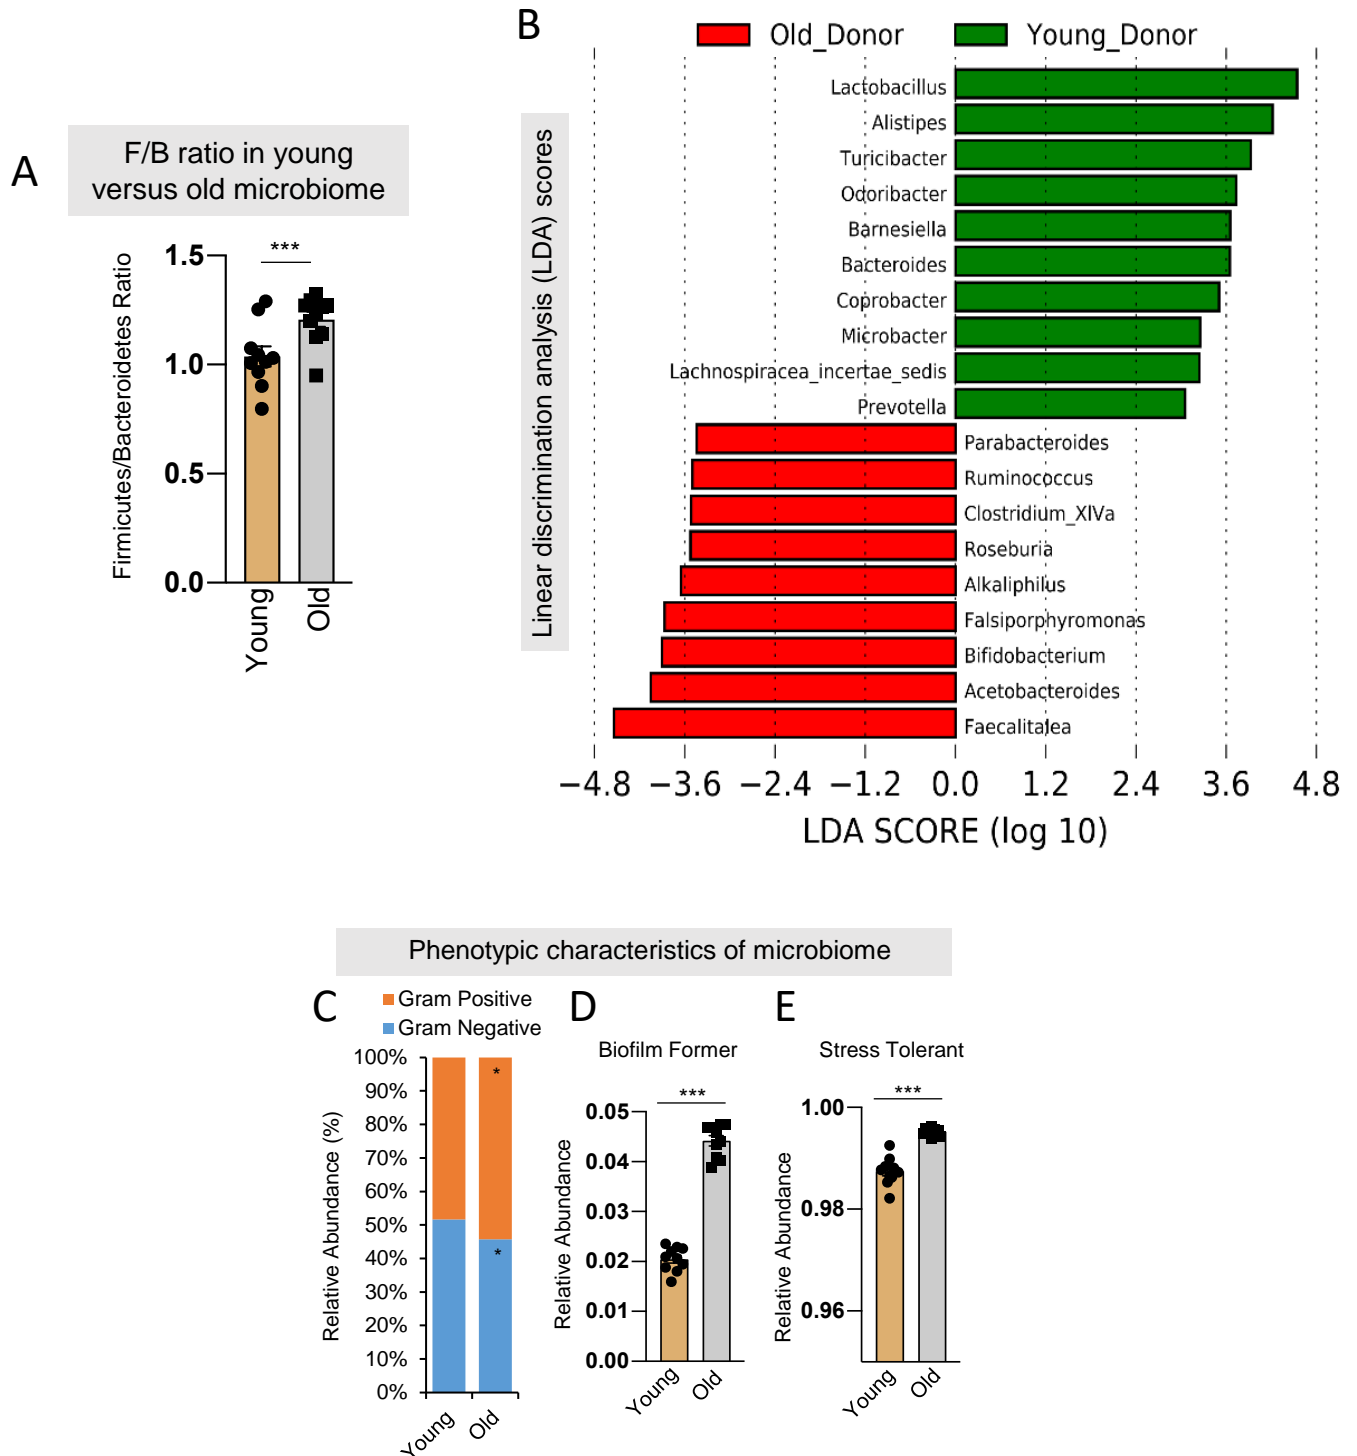 A
F/B ratio in young
versus old microbiome
***
Firmicutes/Bacteroidetes Ratio
1.5
1.0
0.5
0.0
Young
Old
B
Old_Donor
Young_Donor
Linear discrimination analysis (LDA) scores
Lactobacillus
Alistipes
Turicibacter
Odoribacter
Barnesiella
Bacteroides
Coprobacter
Microbacter
Lachnospiracea_incertae_sedis
Prevotella
Parabacteroides
Ruminococcus
Clostridium_XlVa
Roseburia
Alkaliphilus
Falsiporphyromonas
Bifidobacterium
Acetobacteroides
Faecalitalea
−4.8 −3.6 −2.4 −1.2 0.0 1.2 2.4 3.6 4.8
LDA SCORE (log 10)
Phenotypic characteristics of microbiome
C
Gram Positive
Gram Negative
Relative Abundance (%)
100%
90%
80%
70%
60%
50%
40%
30%
20%
10%
0%
*
*
Young
Old
D
Biofilm Former
***
Relative Abundance
0.05
0.04
0.03
0.02
0.01
0.00
Young
Old
E
Stress Tolerant
***
Relative Abundance
1.00
0.98
0.96
Young
Old